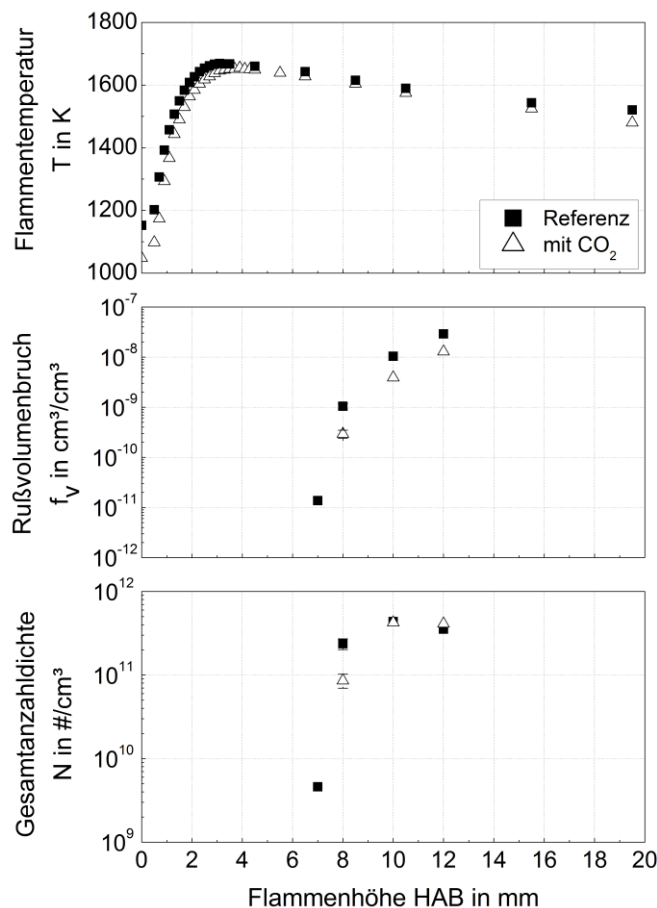 1800
1600
1400
1200
1000
Flammentemperatur
T in K
Referenz
mit CO₂
10⁻⁷
10⁻⁸
10⁻⁹
10⁻¹⁰
10⁻¹¹
10⁻¹²
Rußvolumenbruch
f_v in cm³/cm³
10¹²
10¹¹
10¹⁰
10⁹
Gesamtanzahldichte
N in #/cm³
0 2 4 6 8 10 12 14 16 18 20
Flammenhöhe HAB in mm